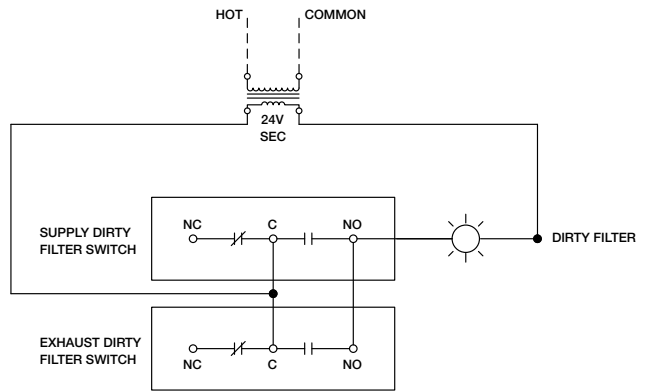 HOT
COMMON
24V
SEC
SUPPLY DIRTY
FILTER SWITCH
NC
C
NO
DIRTY FILTER
EXHAUST DIRTY
FILTER SWITCH
NC
C
NO